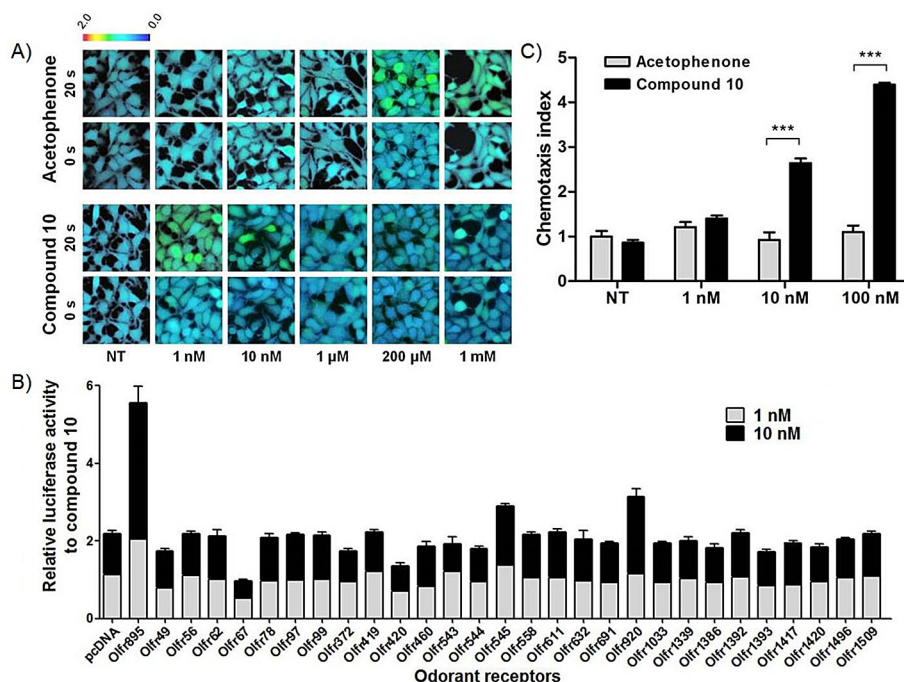 2.0
0.0
A)
Acetophenone
20 s
0 s
Compound 10
20 s
0 s
NT 1 nM 10 nM 1 µM 200 µM 1 mM
C)
Chemotaxis index
5
4
3
2
1
0
Acetophenone
Compound 10
***
***
NT 1 nM 10 nM 100 nM
B)
Relative luciferase activity
to compound 10
6
4
2
0
1 nM
10 nM
pcDNA
Olfr895
Olfr49
Olfr56
Olfr62
Olfr67
Olfr78
Olfr97
Olfr99
Olfr372
Olfr419
Olfr420
Olfr460
Olfr543
Olfr544
Olfr545
Olfr558
Olfr611
Olfr632
Olfr691
Olfr920
Olfr1033
Olfr1339
Olfr1386
Olfr1392
Olfr1393
Olfr1417
Olfr1420
Olfr1496
Olfr1509
Odorant receptors